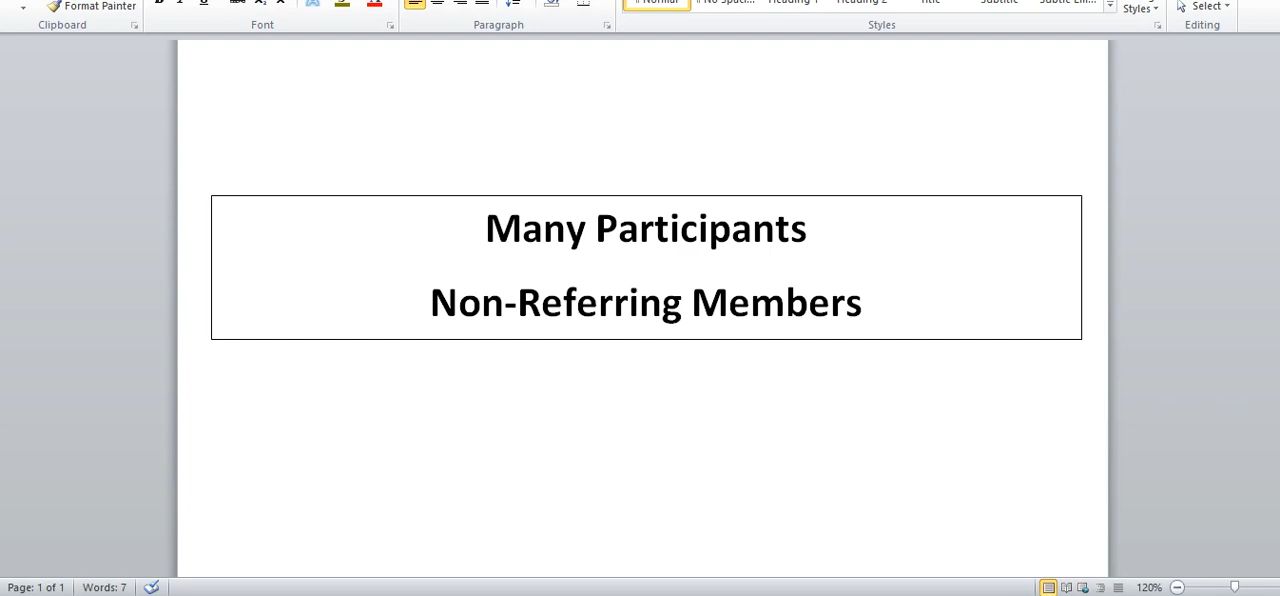 Format Painter
Clipboard
Font
Paragraph
Styles
Styles
Select
Editing
Many Participants
Non-Referring Members
Page: 1 of 1
Words: 7
120%